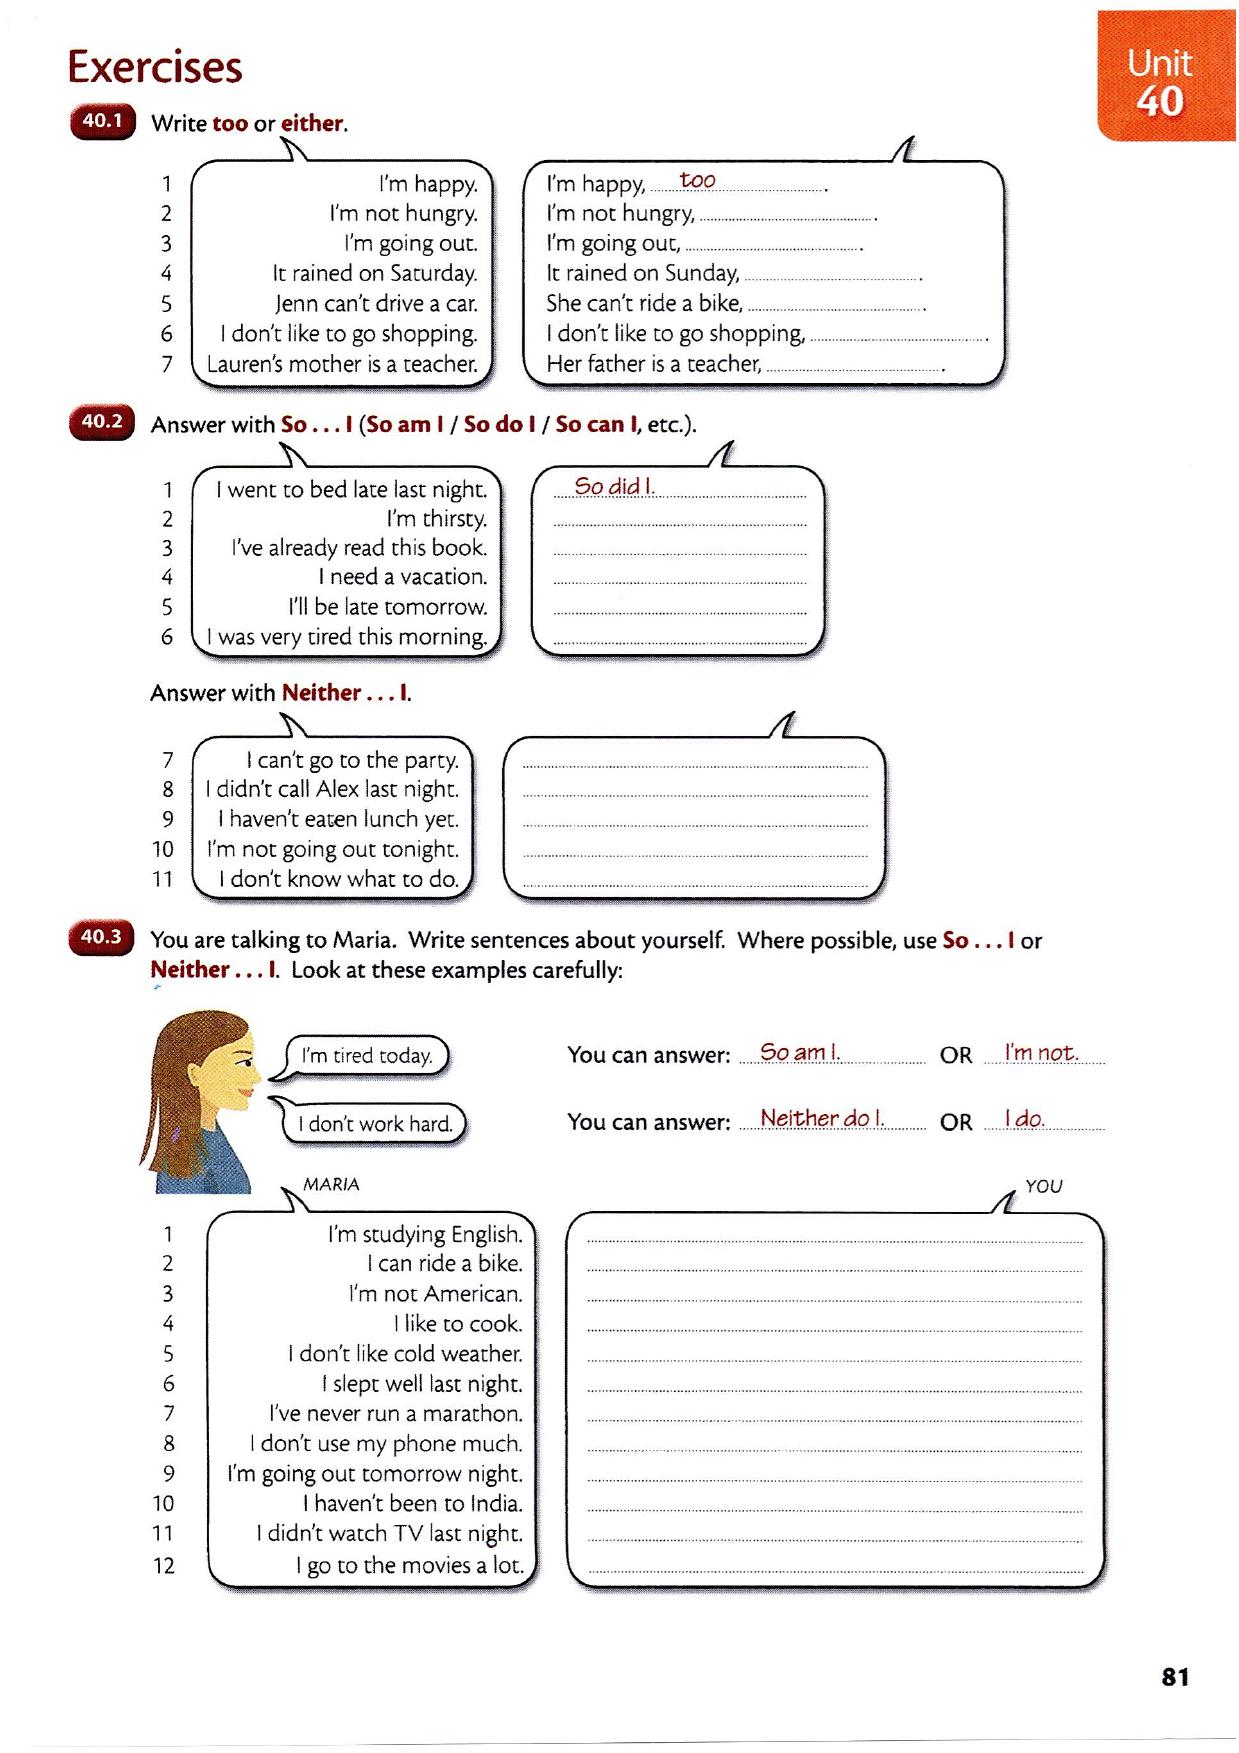 Exercises
Unit
40
40.1 Write too or either.
1 I'm happy. I'm happy, too.
2 I'm not hungry. I'm not hungry, .
3 I'm going out. I'm going out, .
4 It rained on Saturday. It rained on Sunday, .
5 Jenn can't drive a car. She can't ride a bike, .
6 I don't like to go shopping. I don't like to go shopping, .
7 Lauren's mother is a teacher. Her father is a teacher, .
40.2 Answer with So . . . I (So am I / So do I / So can I, etc.).
1 I went to bed late last night. So did I.
2 I'm thirsty.
3 I've already read this book.
4 I need a vacation.
5 I'll be late tomorrow.
6 I was very tired this morning.
Answer with Neither . . . I.
7 I can't go to the party.
8 I didn't call Alex last night.
9 I haven't eaten lunch yet.
10 I'm not going out tonight.
11 I don't know what to do.
40.3 You are talking to Maria. Write sentences about yourself. Where possible, use So . . . I or
Neither . . . I. Look at these examples carefully:
I'm tired today. You can answer: So am I. OR I'm not.
I don't work hard. You can answer: Neither do I. OR I do.
MARIA YOU
1 I'm studying English.
2 I can ride a bike.
3 I'm not American.
4 I like to cook.
5 I don't like cold weather.
6 I slept well last night.
7 I've never run a marathon.
8 I don't use my phone much.
9 I'm going out tomorrow night.
10 I haven't been to India.
11 I didn't watch TV last night.
12 I go to the movies a lot.
81